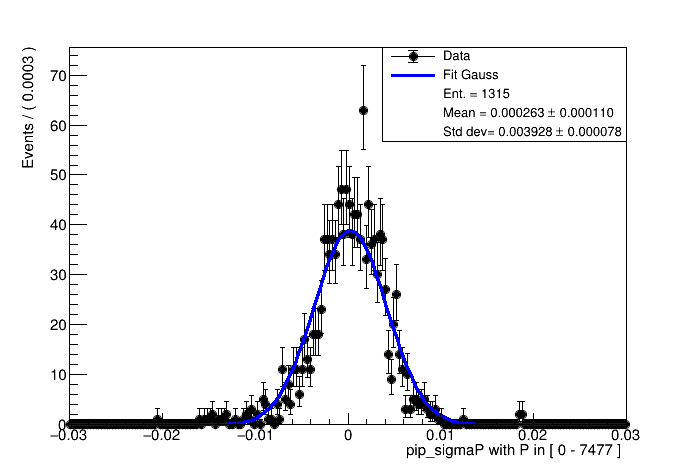 Events / ( 0.0003 )
70
60
50
40
30
20
10
0
Data
Fit Gauss
Ent. = 1315
Mean = 0.000263 ± 0.000110
Std dev= 0.003928 ± 0.000078
−0.03 −0.02 −0.01 0 0.01 0.02 0.03
pip_sigmaP with P in [ 0 - 7477 ]